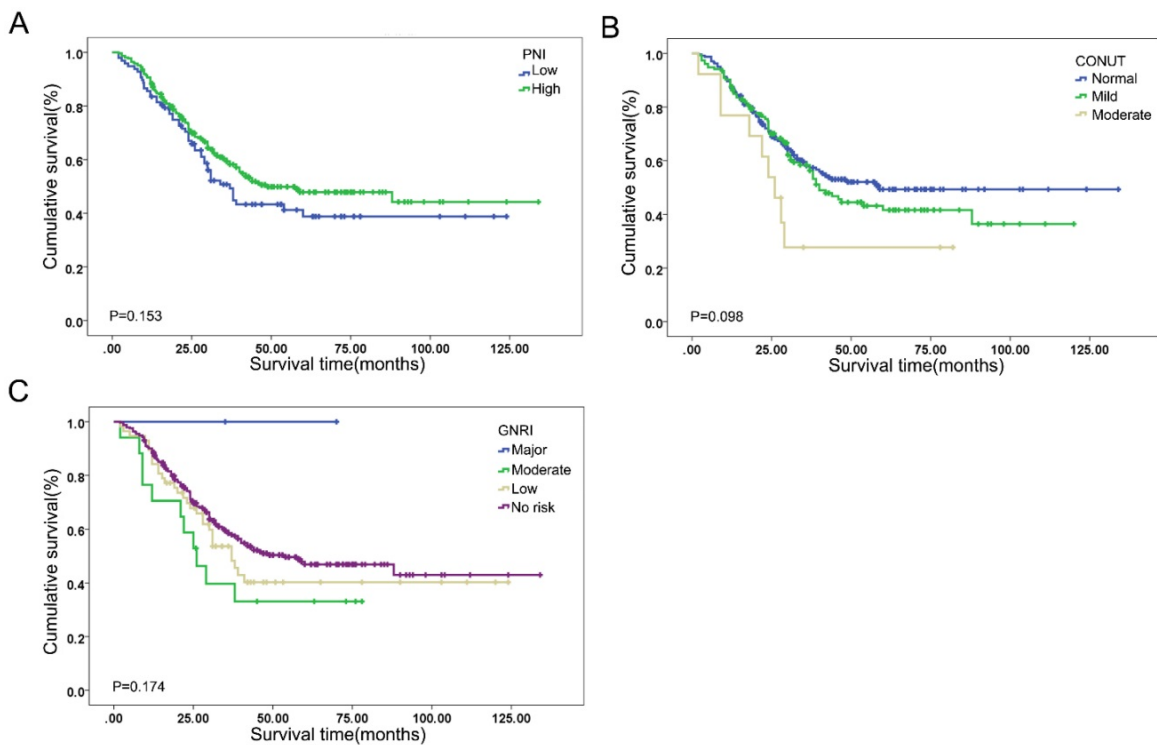 A
PNI
Low
High
Cumulative survival(%)
1.0
0.8
0.6
0.4
0.2
0.0
P=0.153
.00 25.00 50.00 75.00 100.00 125.00
Survival time(months)
B
CONUT
Normal
Mild
Moderate
Cumulative survival(%)
1.0
0.8
0.6
0.4
0.2
0.0
P=0.098
.00 25.00 50.00 75.00 100.00 125.00
Survival time(months)
C
GNRI
Major
Moderate
Low
No risk
Cumulative survival(%)
1.0
0.8
0.6
0.4
0.2
0.0
P=0.174
.00 25.00 50.00 75.00 100.00 125.00
Survival time(months)